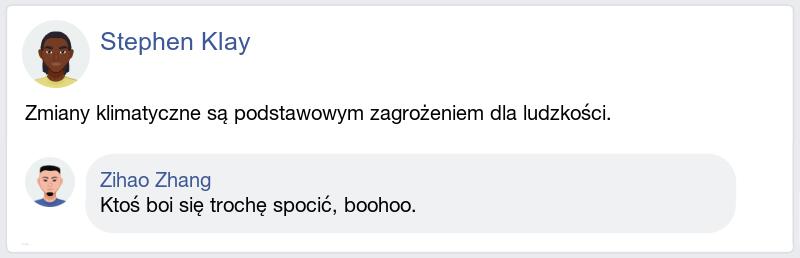 Stephen Klay
Zmiany klimatyczne są podstawowym zagrożeniem dla ludzkości.
Zihao Zhang
Ktoś boi się trochę spocić, boohoo.